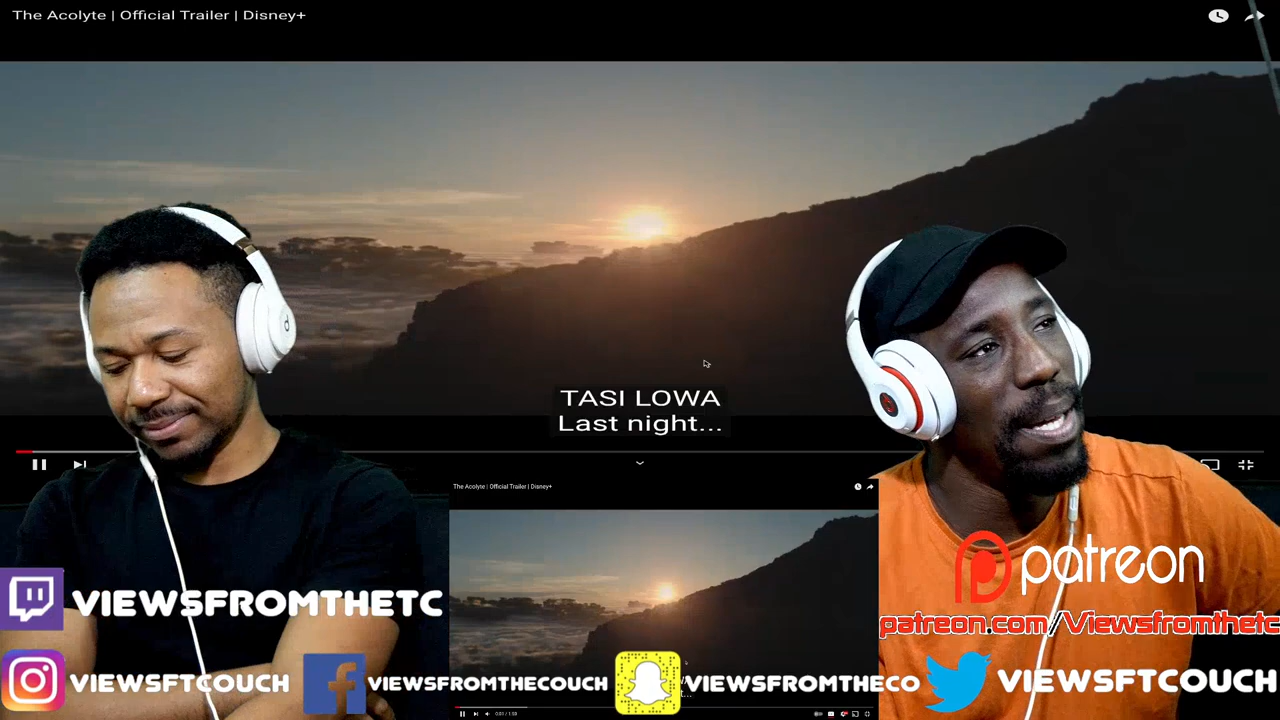 The Acolyte | Official Trailer | Disney+
TASI LOWA
Last night...
The Acolyte | Official Trailer | Disney+
patreon
patreon.com/Viewsfromthetc
VIEWSFROMTHETC
VIEWSFTCOUCH
VIEWSFROMTHECOUCH
VIEWSFROMTHECO
VIEWSFTCOUCH